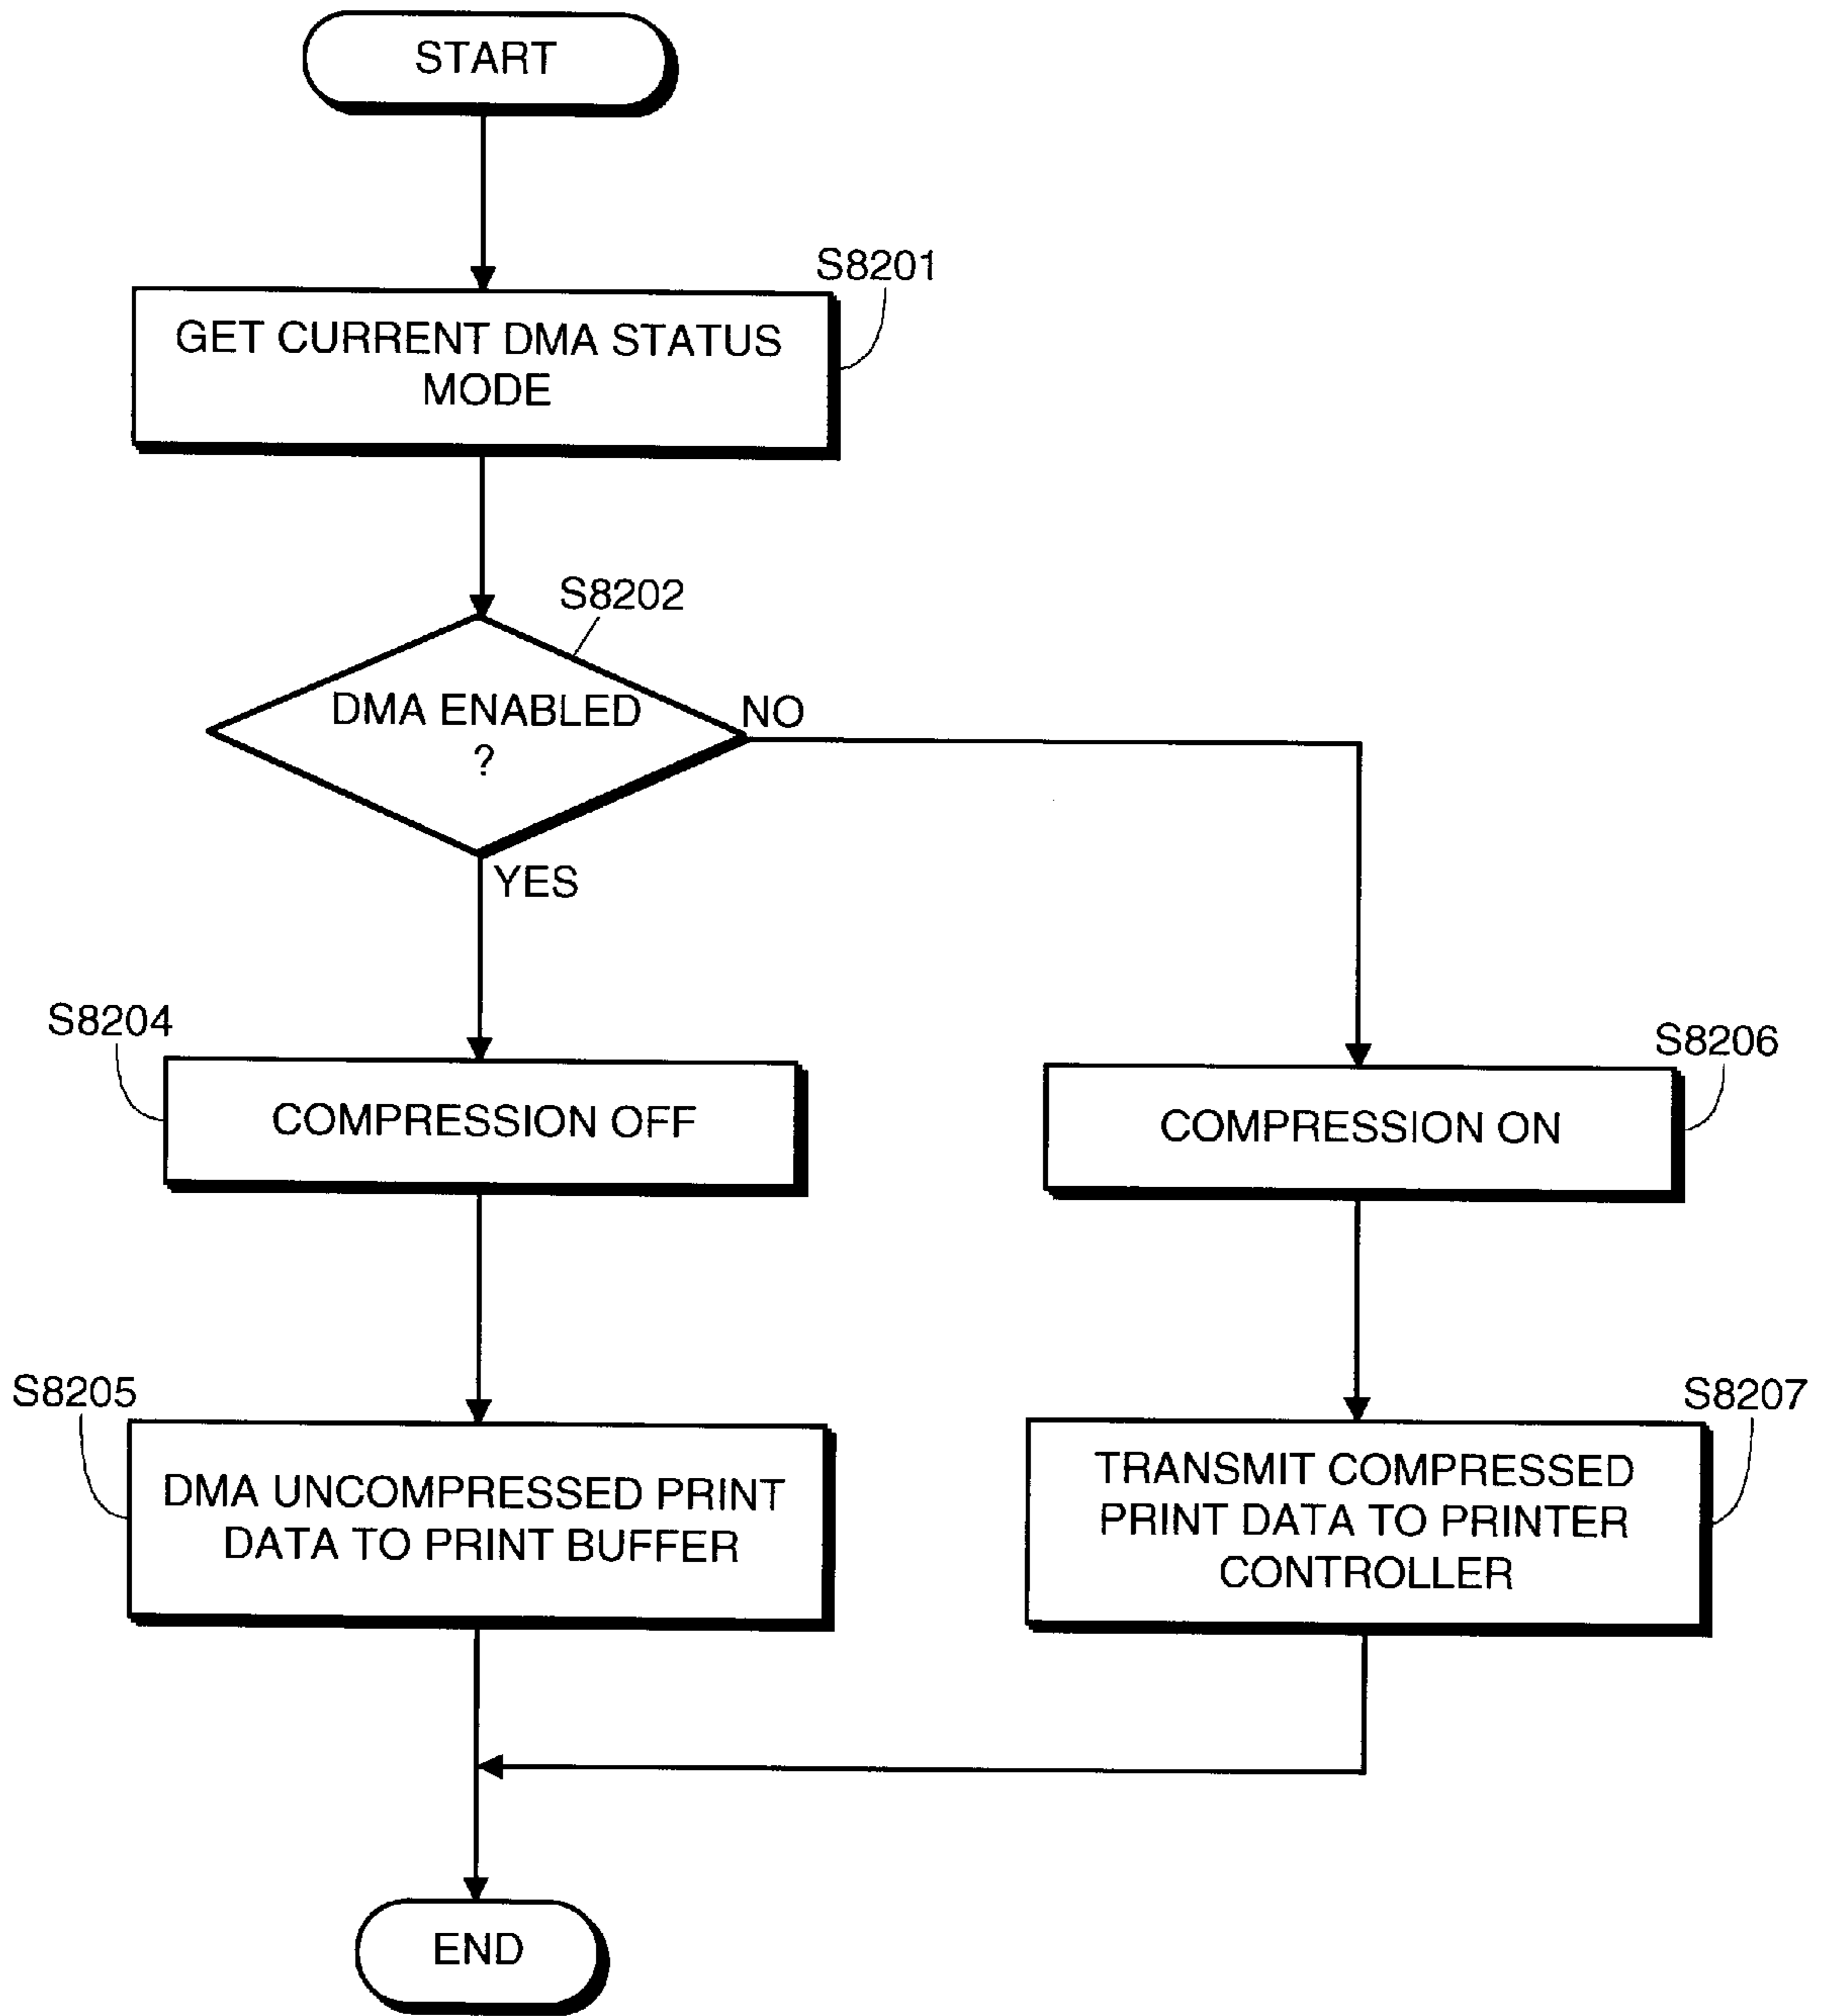 START
S8201
GET CURRENT DMA STATUS
MODE
S8202
DMA ENABLED
?
NO
YES
S8204
COMPRESSION OFF
S8206
COMPRESSION ON
S8205
DMA UNCOMPRESSED PRINT
DATA TO PRINT BUFFER
S8207
TRANSMIT COMPRESSED
PRINT DATA TO PRINTER
CONTROLLER
END